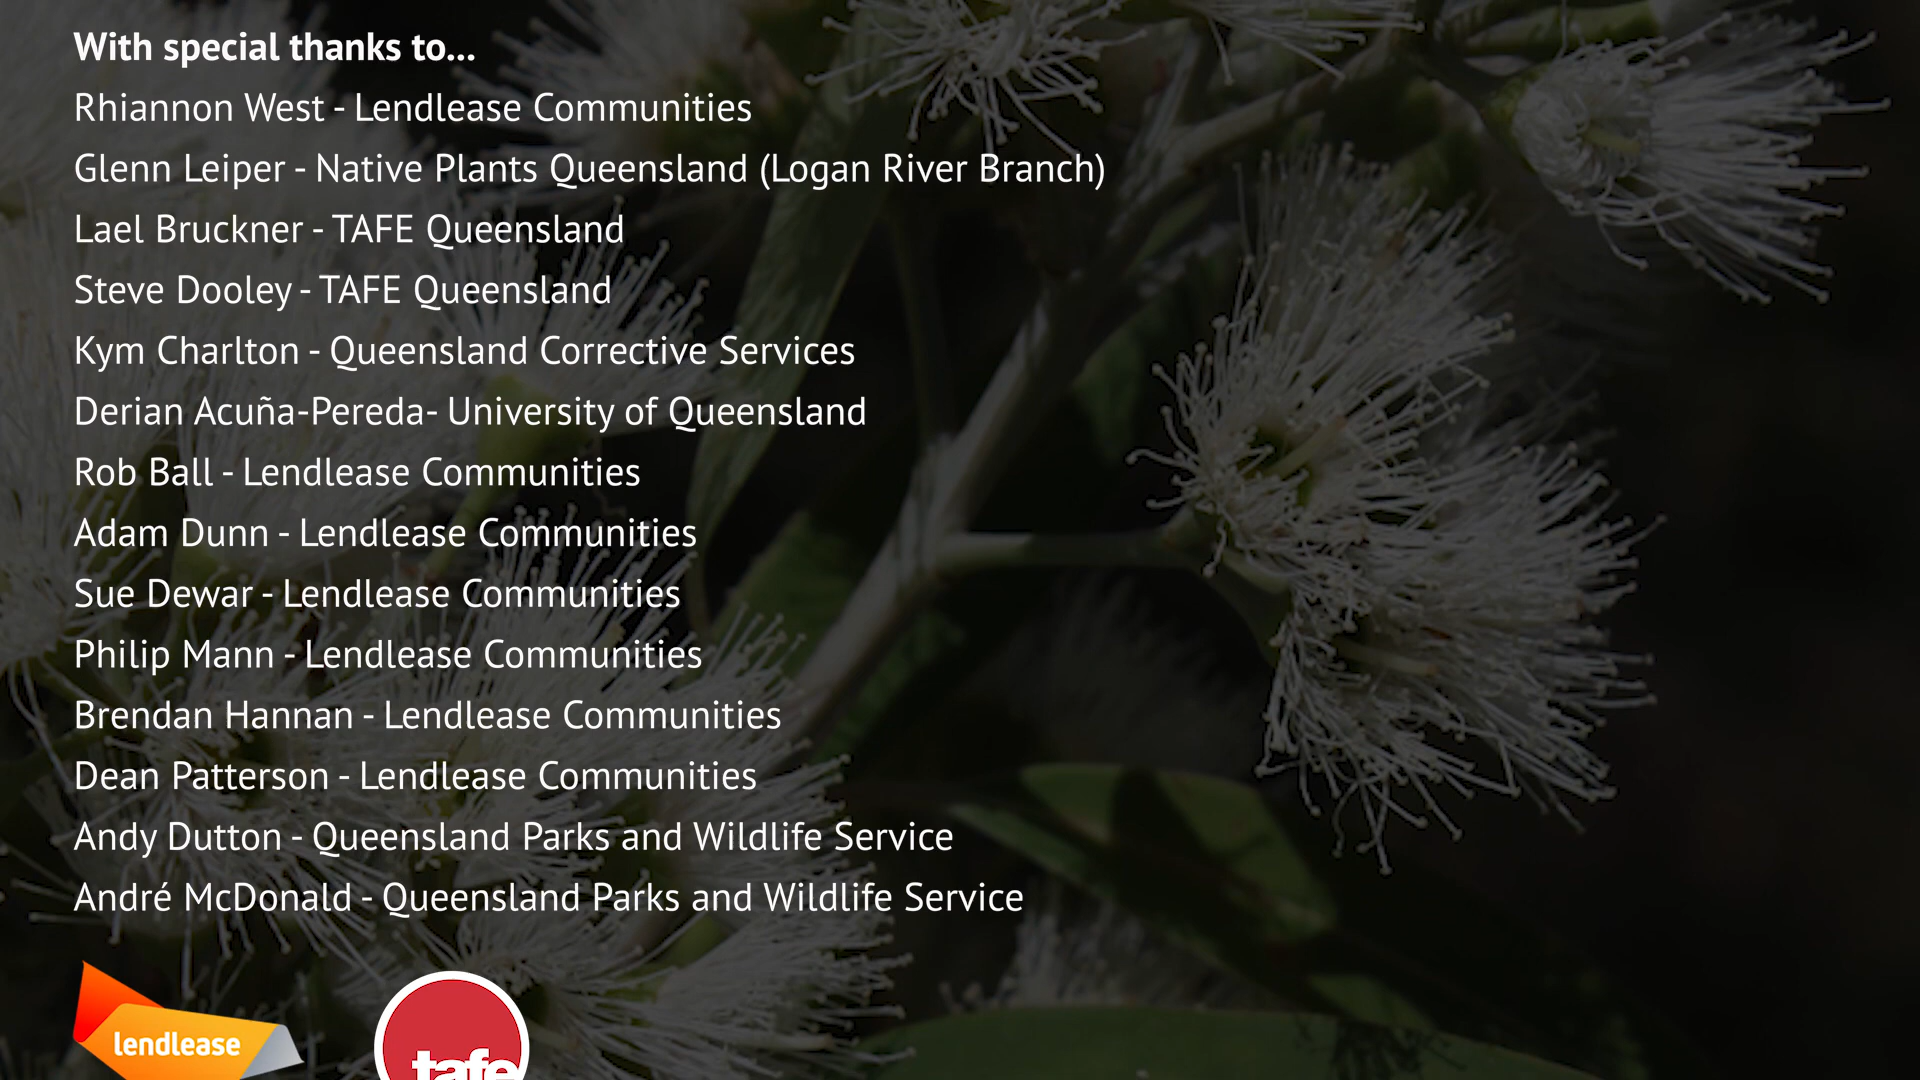 With special thanks to...
Rhiannon West - Lendlease Communities
Glenn Leiper - Native Plants Queensland (Logan River Branch)
Lael Bruckner - TAFE Queensland
Steve Dooley - TAFE Queensland
Kym Charlton - Queensland Corrective Services
Derian Acuña-Pereda- University of Queensland
Rob Ball - Lendlease Communities
Adam Dunn - Lendlease Communities
Sue Dewar - Lendlease Communities
Philip Mann - Lendlease Communities
Brendan Hannan - Lendlease Communities
Dean Patterson - Lendlease Communities
Andy Dutton - Queensland Parks and Wildlife Service
André McDonald - Queensland Parks and Wildlife Service
lendlease
tafe